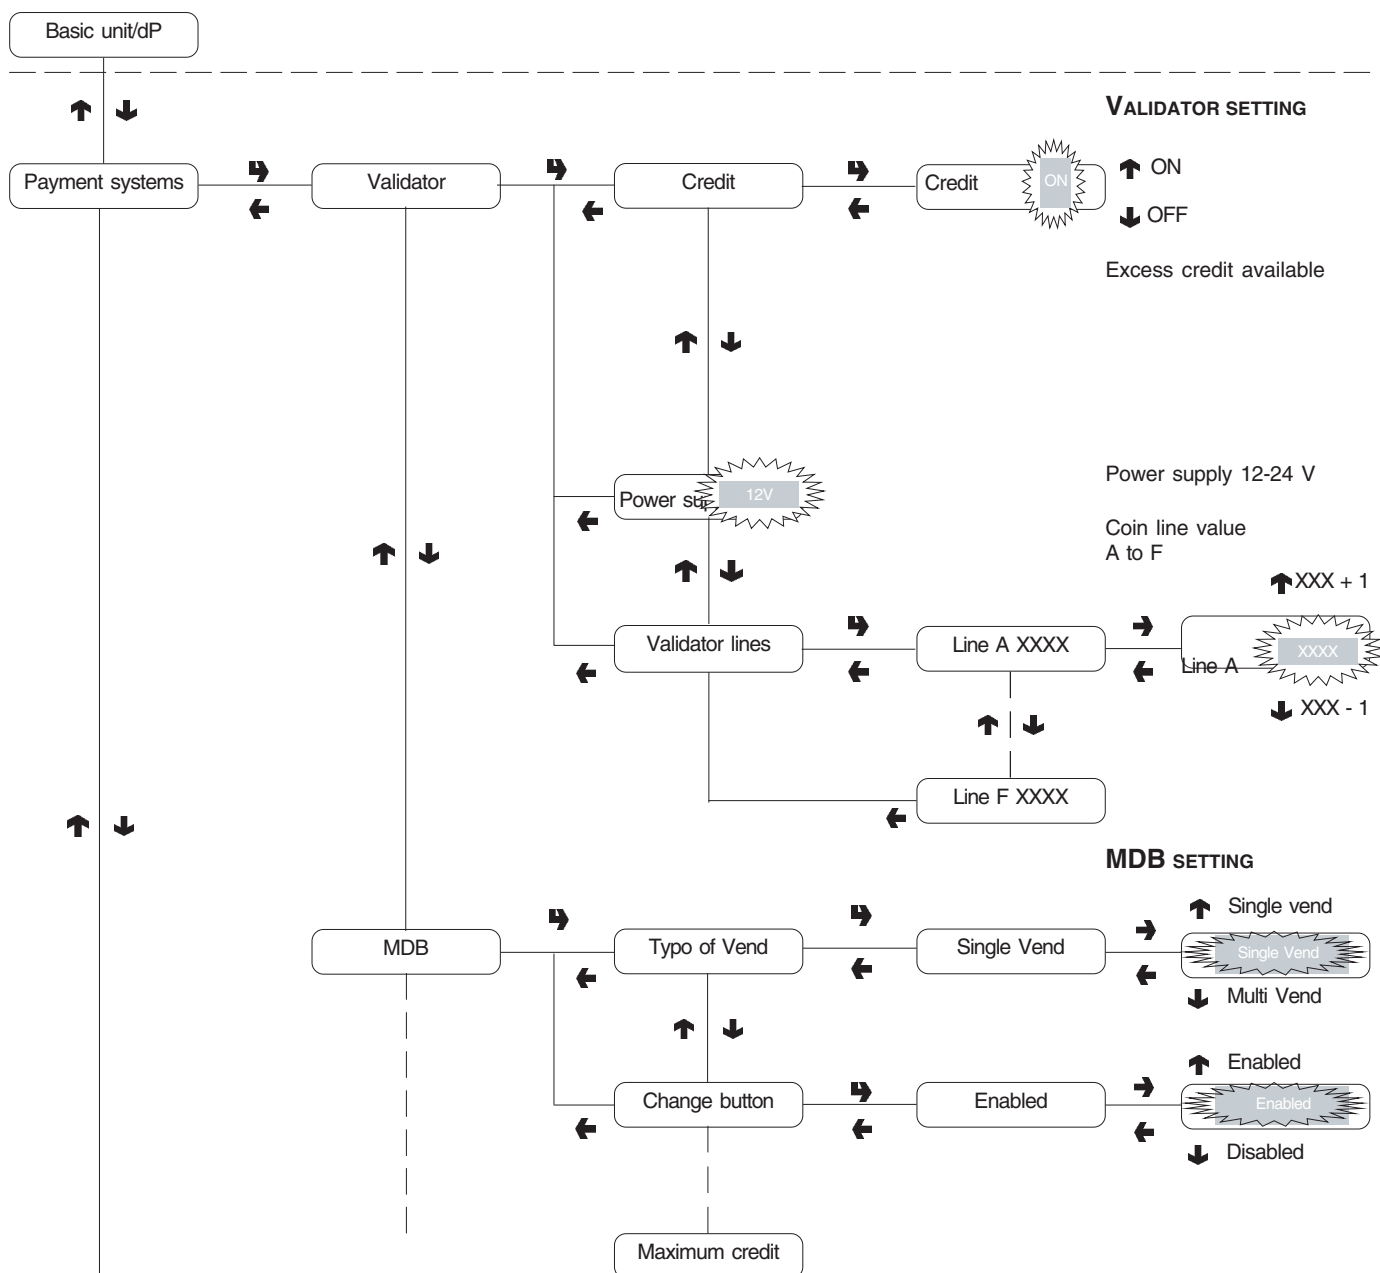 Basic unit/dP
VALIDATOR SETTING
Payment systems
Validator
Credit
Credit
ON
ON
OFF
Excess credit available
Power supply 12-24 V
Power sup
12V
Coin line value
A to F
XXX + 1
Validator lines
Line A XXXX
Line A
XXXX
XXX - 1
Line F XXXX
MDB SETTING
Single vend
MDB
Typo of Vend
Single Vend
Single Vend
Multi Vend
Enabled
Change button
Enabled
Enabled
Disabled
Maximum credit